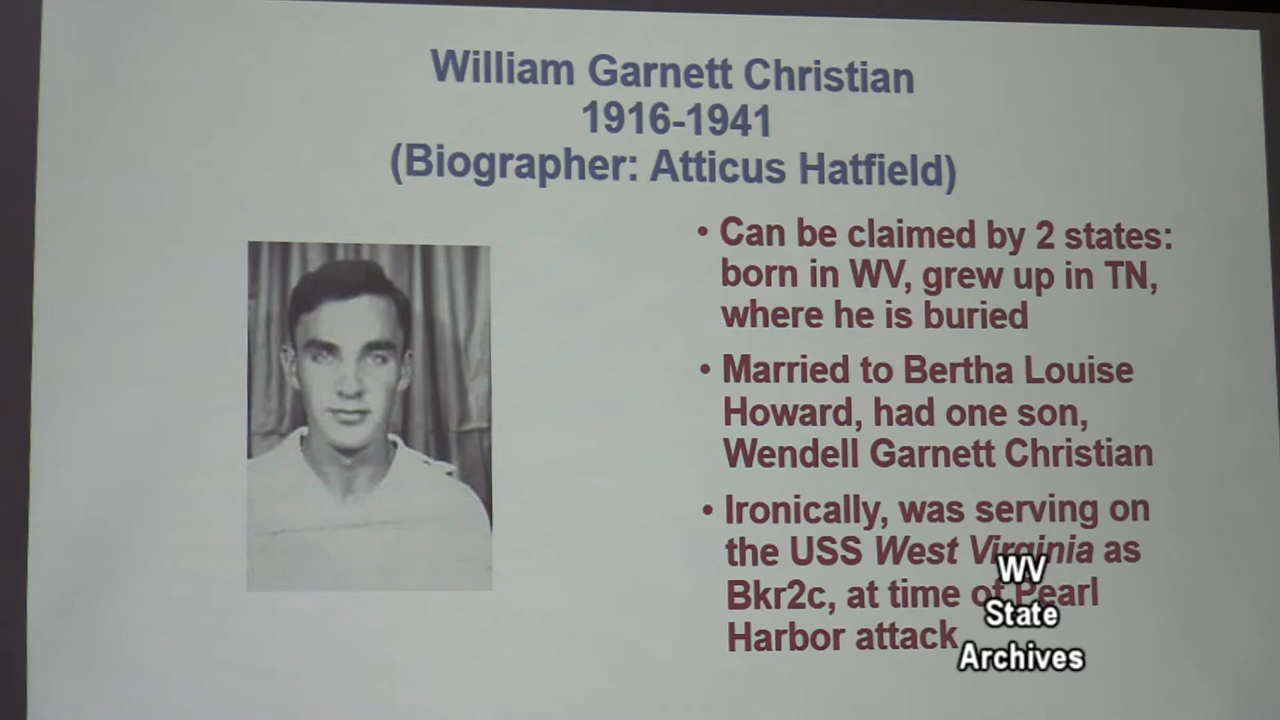 William Garnett Christian
1916-1941
(Biographer: Atticus Hatfield)
• Can be claimed by 2 states:
born in WV, grew up in TN,
where he is buried
• Married to Bertha Louise
Howard, had one son,
Wendell Garnett Christian
• Ironically, was serving on
the USS West Virginia as
Bkr2c, at time of Pearl
Harbor attack
WV
State
Archives